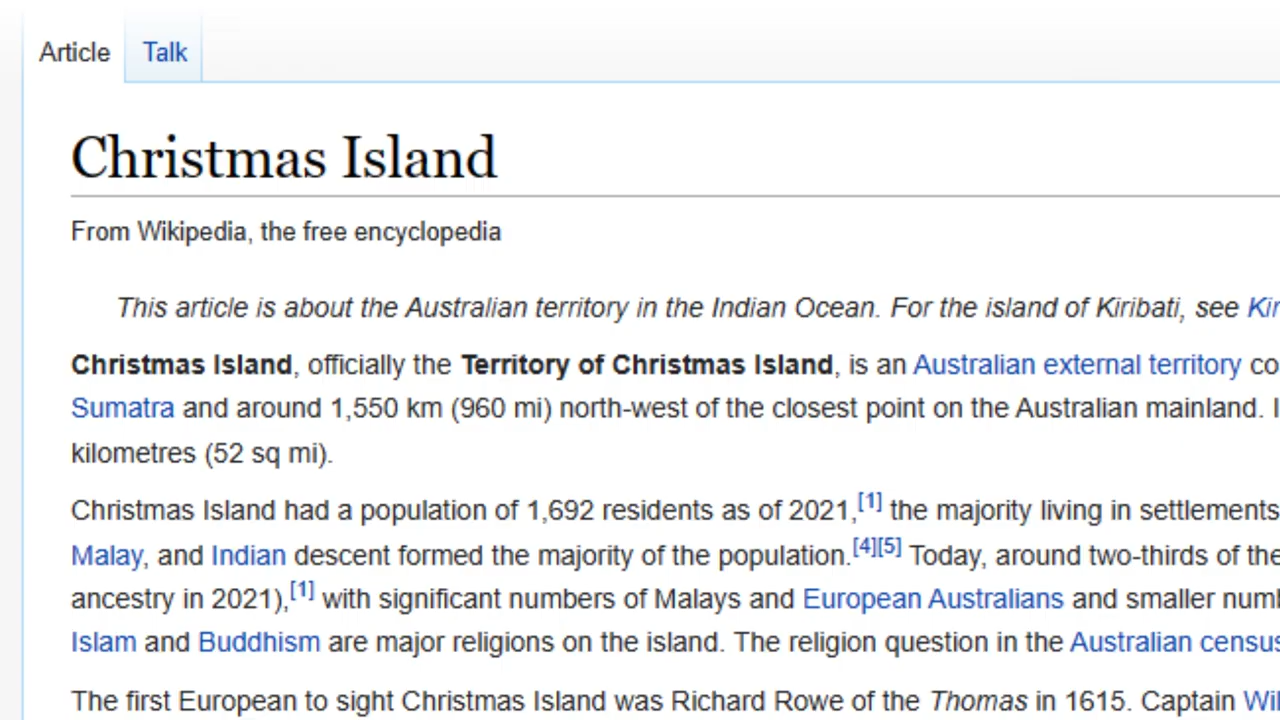 Article Talk
Christmas Island
From Wikipedia, the free encyclopedia
This article is about the Australian territory in the Indian Ocean. For the island of Kiribati, see
Christmas Island, officially the Territory of Christmas Island, is an Australian external territory
Sumatra and around 1,550 km (960 mi) north-west of the closest point on the Australian mainland.
kilometres (52 sq mi).
Christmas Island had a population of 1,692 residents as of 2021,[1] the majority living in settlements
Malay, and Indian descent formed the majority of the population.[4][5] Today, around two-thirds of the
ancestry in 2021),[1] with significant numbers of Malays and European Australians and smaller
Islam and Buddhism are major religions on the island. The religion question in the Australian census
The first European to sight Christmas Island was Richard Rowe of the Thomas in 1615. Captain